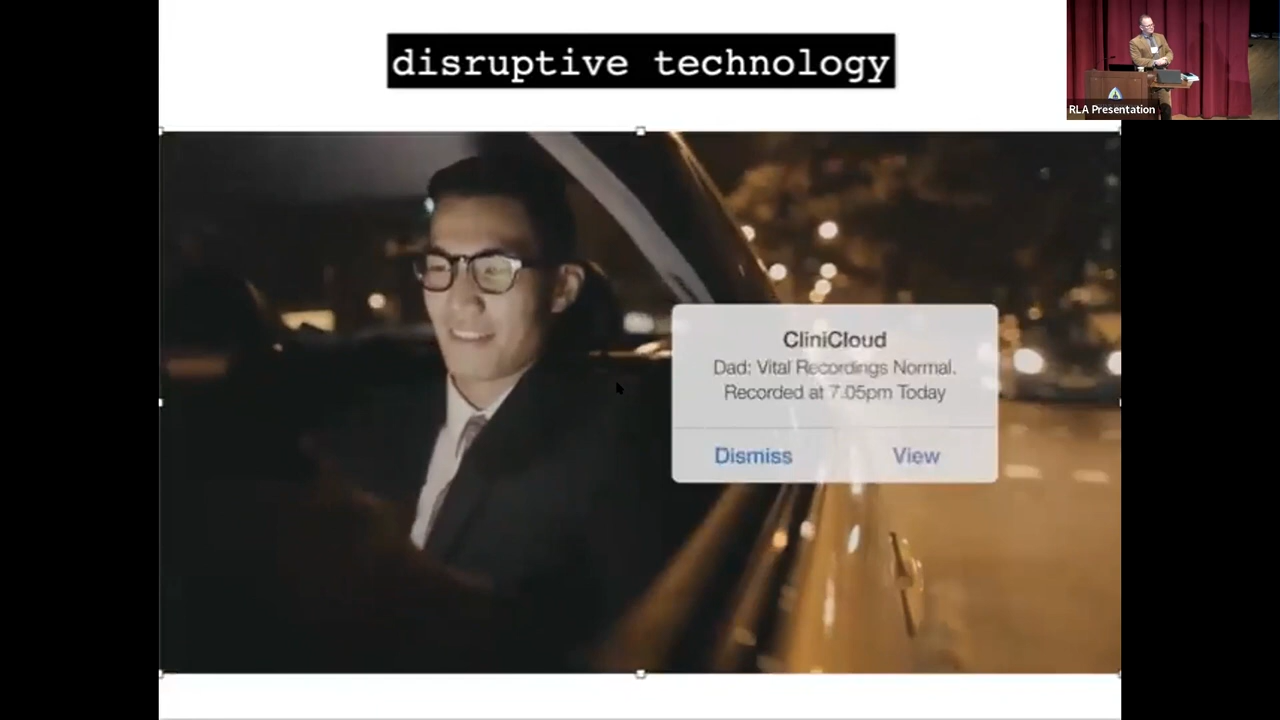 disruptive technology
RLA Presentation
CliniCloud
Dad: Vital Recordings Normal.
Recorded at 7.05pm Today
Dismiss
View